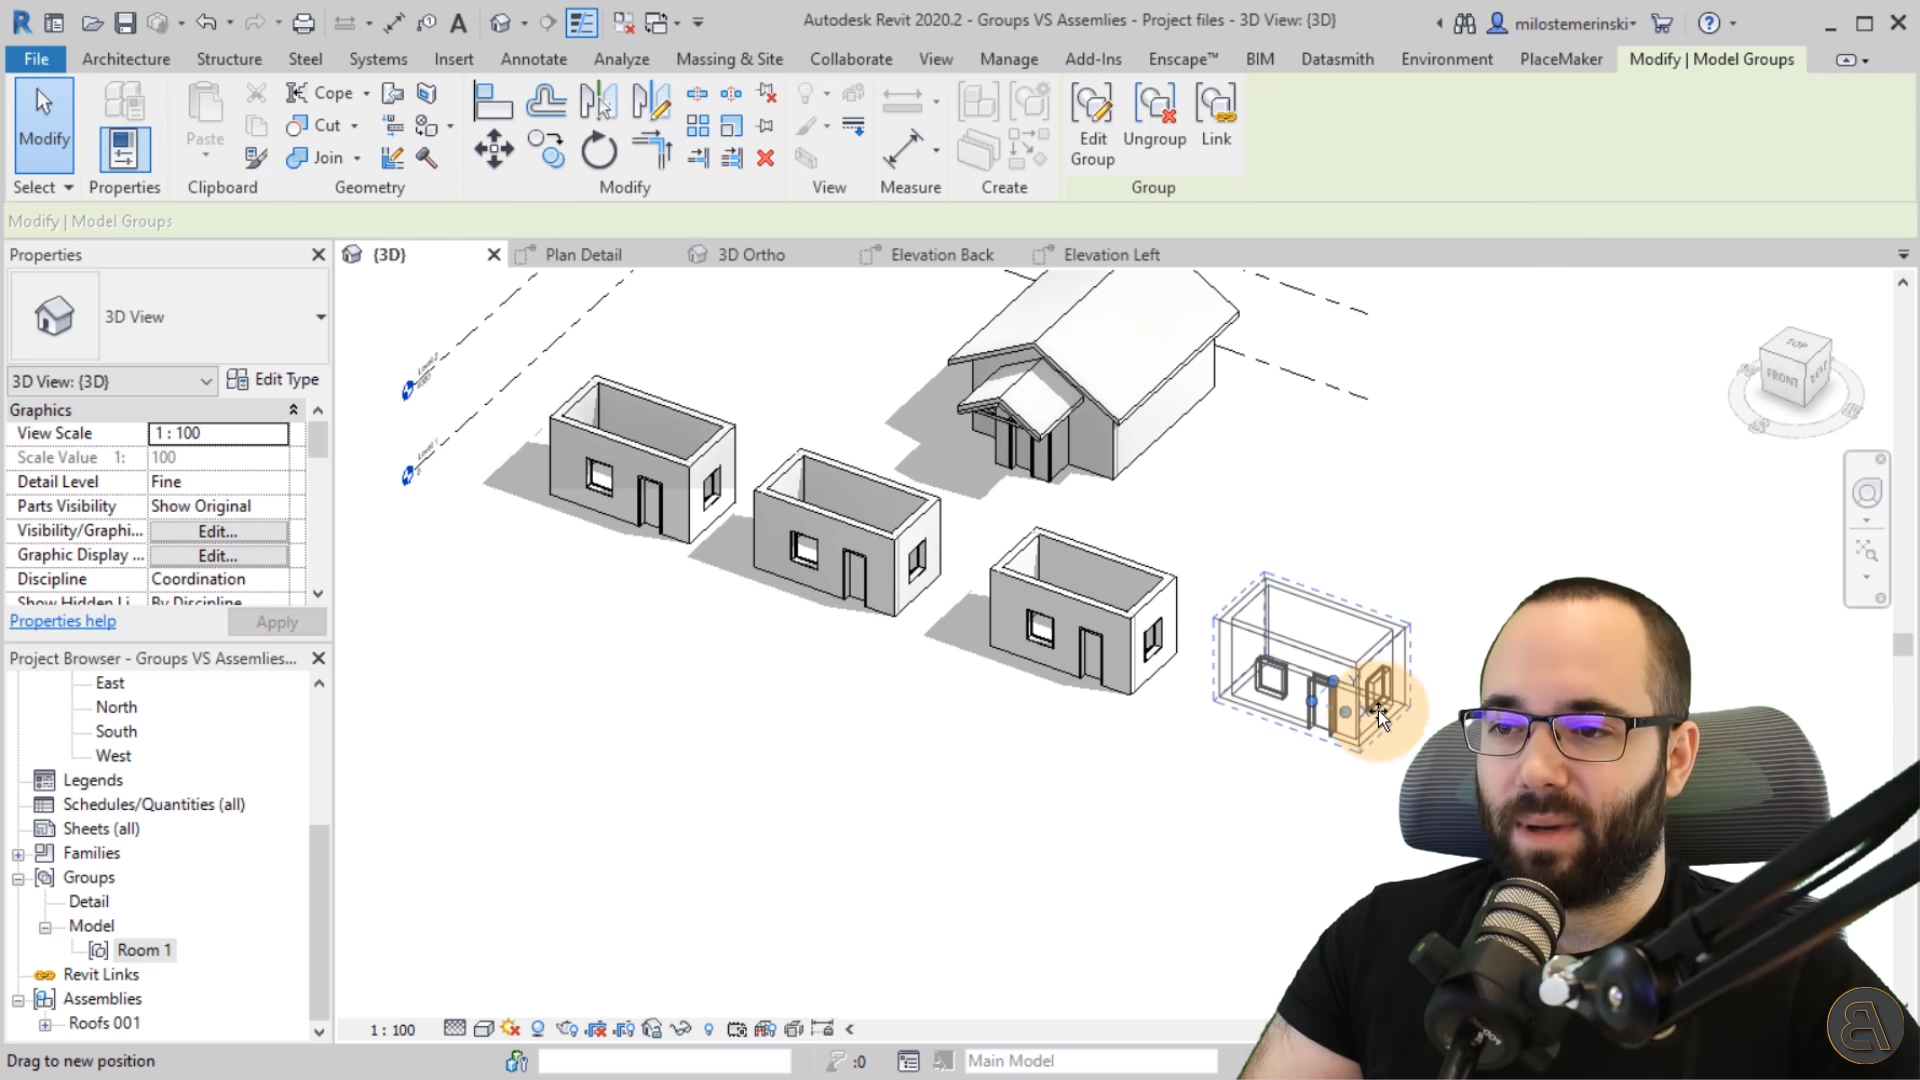 Autodesk Revit 2020.2 - Groups VS Assemlies - Project files - 3D View: {3D}
milostemerinski
File Architecture Structure Steel Systems Insert Annotate Analyze Massing & Site Collaborate View Manage Add-Ins Enscape™ BIM Datasmith Environment PlaceMaker Modify | Model Groups
Modify
Paste
Cope
Cut
Join
Edit Group
Ungroup
Link
Select Properties Clipboard Geometry Modify View Measure Create Group
Modify | Model Groups
Properties
{3D} Plan Detail 3D Ortho Elevation Back Elevation Left
3D View
3D View: {3D} Edit Type
Graphics
View Scale 1 : 100
Scale Value 1: 100
Detail Level Fine
Parts Visibility Show Original
Visibility/Graphi... Edit...
Graphic Display ... Edit...
Discipline Coordination
Show Hidden Li... By Discipline
Properties help Apply
Project Browser - Groups VS Assemlies...
East
North
South
West
Legends
Schedules/Quantities (all)
Sheets (all)
Families
Groups
Detail
Model
Room 1
Revit Links
Assemblies
Roofs 001
TOP
FRONT
1 : 100
Drag to new position
:0
Main Model